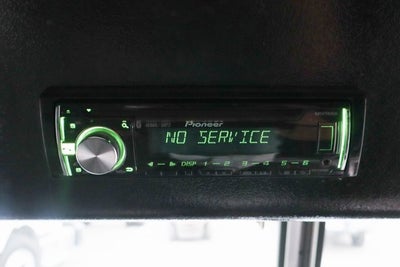 Pioneer
NO SERVICE
DISP 1 2 3 4 5 6